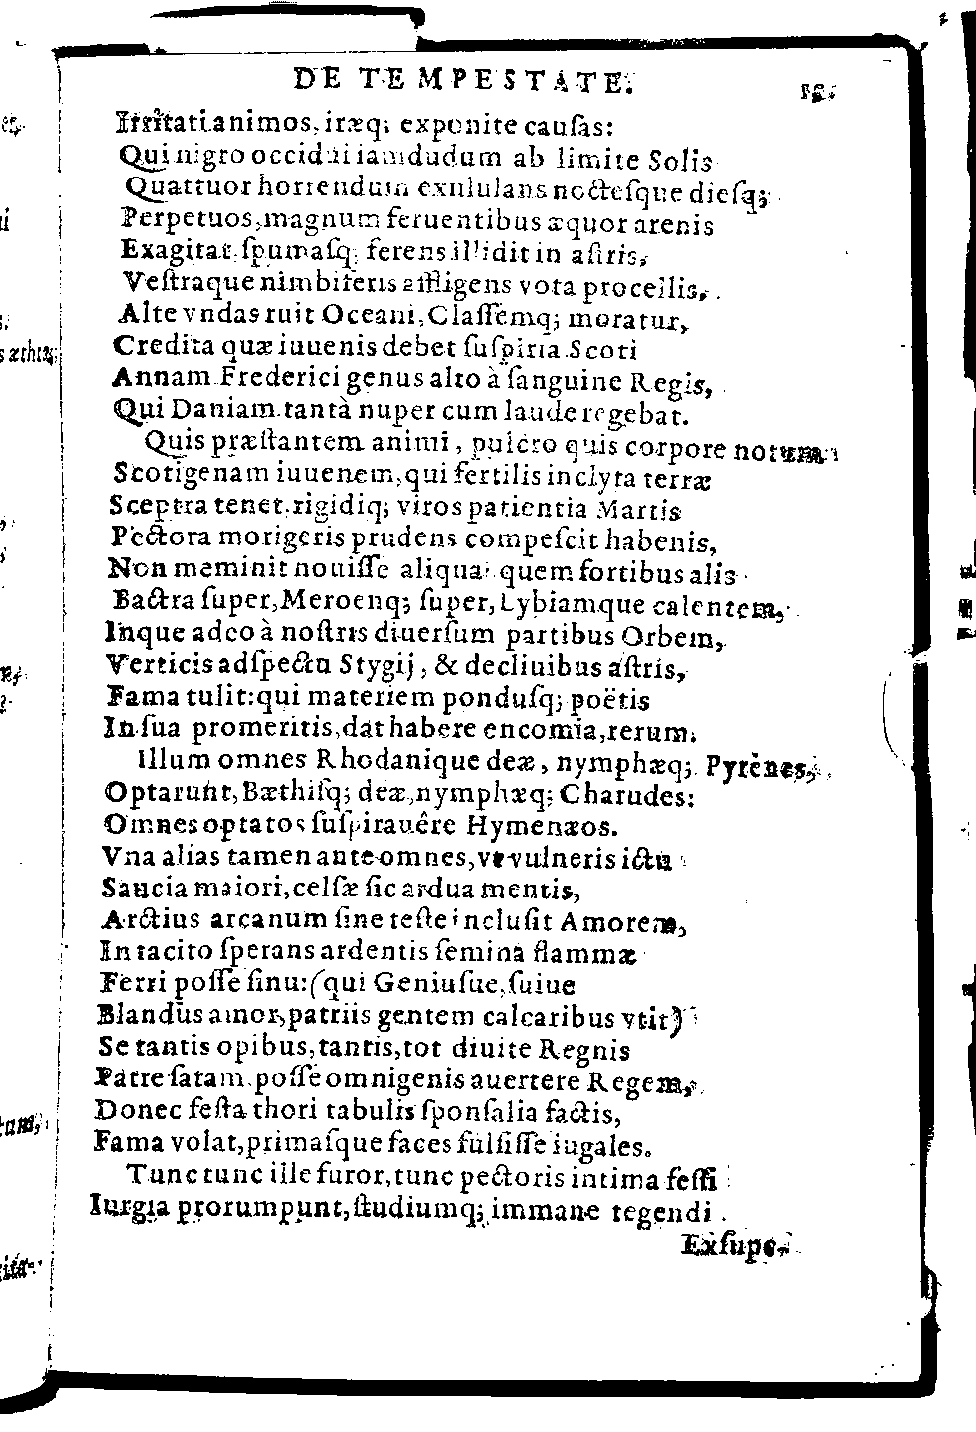 DE TEMPESTATE.
Irritati animos, iræq; exponite cauſas:
Qui nigro occidui iamdudum ab limite Solis
Quattuor horrendum exululans noctesque dieſq;
Perpetuos, magnum feruentibus æquor arenis
Exagitat, ſpumaſq; ferens illidit in aſtris,
Veſtraque nimbiferis affligens vota procellis,
Alte vndas ruit Oceani, Claſſemq; moratur,
Credita quæ iuuenis debet ſuſpiria Scoti
Annam Frederici genus alto à ſanguine Regis,
Qui Daniam tantà nuper cum laude regebat.
Quis præſtantem animi, pulcro quis corpore notum
Scotigenam iuuenem, qui fertilis inclyta terræ
Sceptra tenet, rigidiq; viros patientia Martis
Pectora morigeris prudens compeſcit habenis,
Non meminit nouiſſe aliqua: quem fortibus alis
Bactra ſuper, Meroenq; ſuper, Lybiamque calentem,
Inque adeo à noſtris diuerſum partibus Orbem,
Verticis adſpectu Stygij, & decliuibus aſtris,
Fama tulit: qui materiem ponduſq; poëtis
In ſua promeritis, dat habere encomia, rerum.
Illum omnes Rhodanique deæ, nymphæq; Pyrènes,
Optarunt, Bæthiſq; deæ, nymphæq; Charudes:
Omnes optatos ſuſpirauêre Hymenæos.
Vna alias tamen ante omnes, vt vulneris ictu
Saucia maiori, celſæ ſic ardua mentis,
Arctius arcanum ſine teſte incluſit Amorem,
In tacito ſperans ardentis ſemina flammæ
Ferri poſſe ſinu: (qui Geniuſue, ſuiue
Blandus amor, patriis gentem calcaribus vtit)
Se tantis opibus, tantis, tot diuite Regnis
Patre ſatam, poſſe omnigenis auertere Regem,
Donec feſta thori tabulis ſponſalia factis,
Fama volat, primaſque faces fulſiſſe iugales.
Tunc tunc ille furor, tunc pectoris intima feſſi
Iurgia prorumpunt, ſtudiumq; immane tegendi
Exſupe-